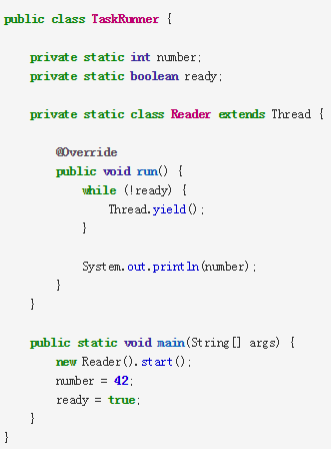 public class TaskRunner {
private static int number;
private static boolean ready;
private static class Reader extends Thread {
@Override
public void run() {
while (!ready) {
Thread.yield();
}
System.out.println(number);
}
}
public static void main(String[] args) {
new Reader().start();
number = 42;
ready = true;
}
}